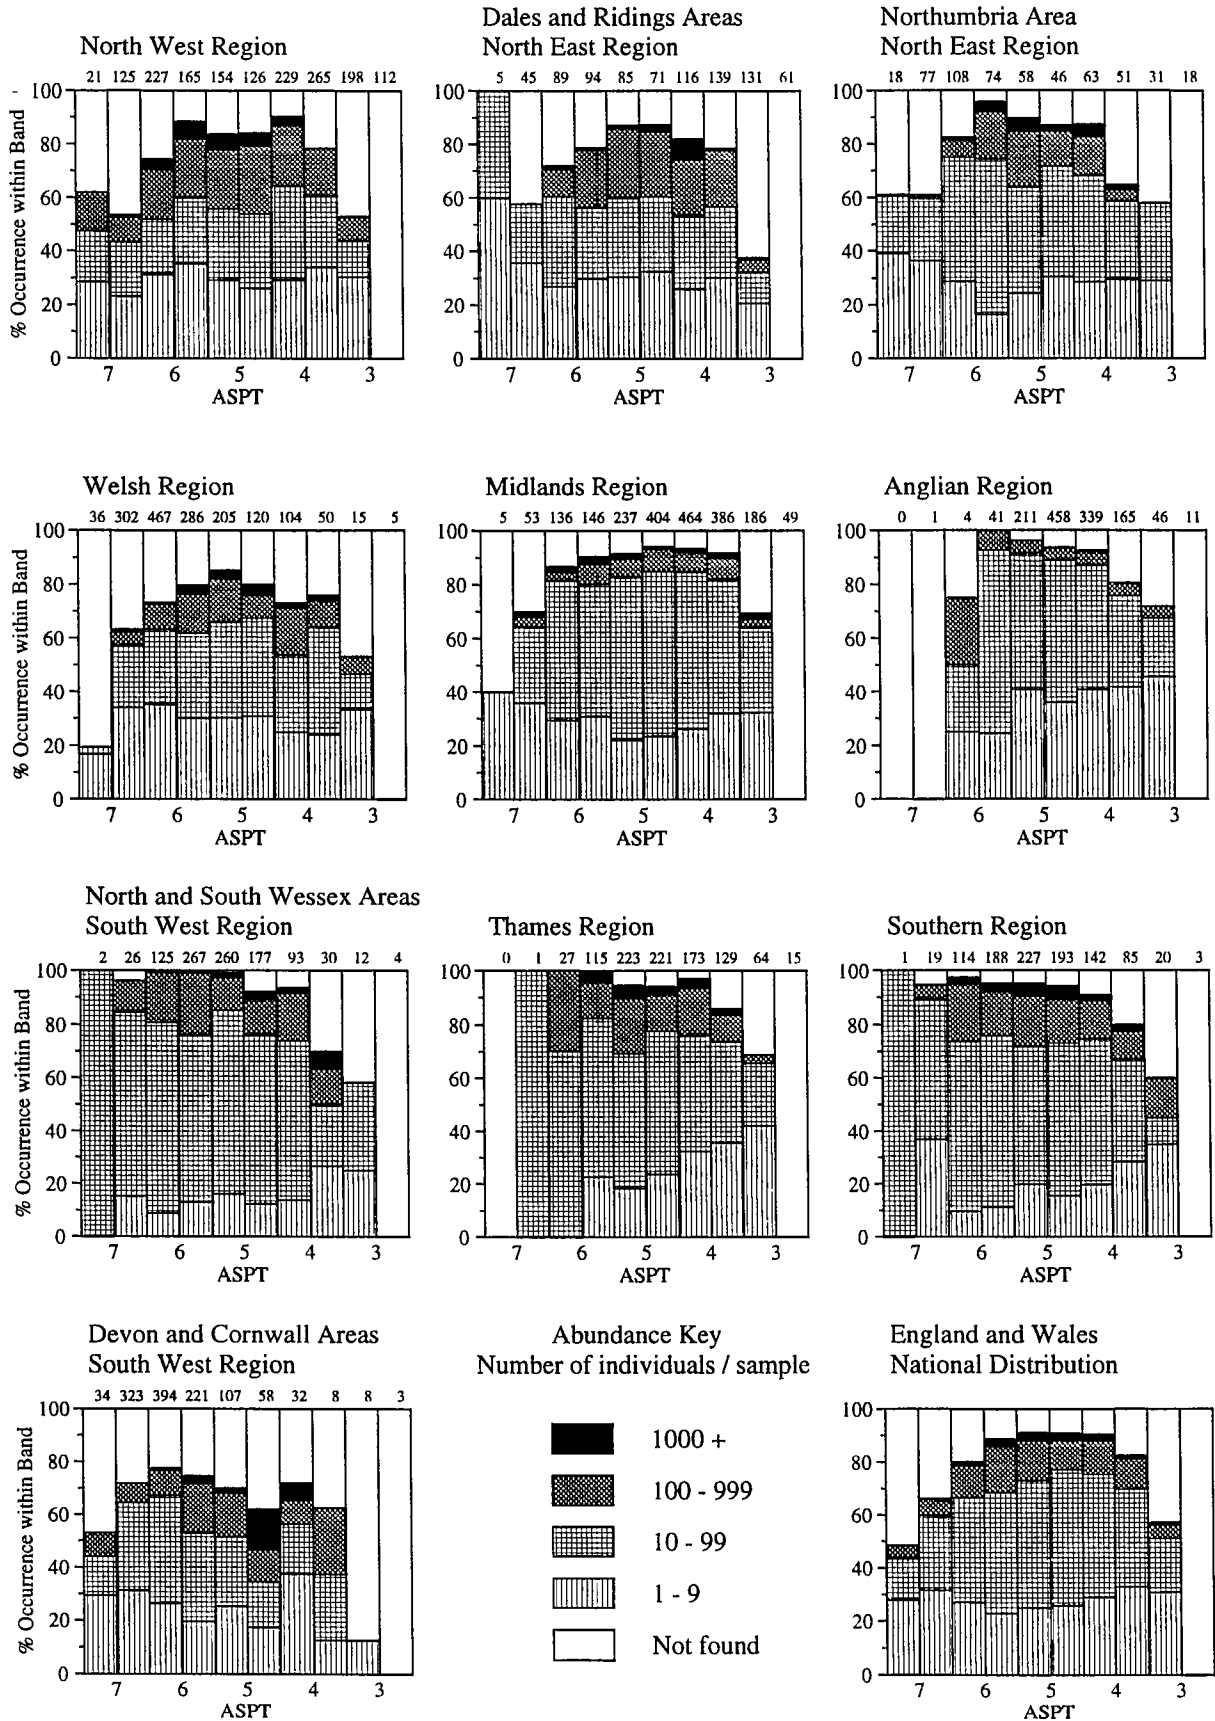 North West Region
21 125 227 165 154 126 229 265 198 112
% Occurrence within Band
100
80
60
40
20
0
7 6 5 4 3
ASPT
Dales and Ridings Areas
North East Region
5 45 89 94 85 71 116 139 131 61
100
80
60
40
20
0
7 6 5 4 3
ASPT
Northumbria Area
North East Region
18 77 108 74 58 46 63 51 31 18
100
80
60
40
20
0
7 6 5 4 3
ASPT
Welsh Region
36 302 467 286 205 120 104 50 15 5
% Occurrence within Band
100
80
60
40
20
0
7 6 5 4 3
ASPT
Midlands Region
5 53 136 146 237 404 464 386 186 49
100
80
60
40
20
0
7 6 5 4 3
ASPT
Anglian Region
0 1 4 41 211 458 339 165 46 11
100
80
60
40
20
0
7 6 5 4 3
ASPT
North and South Wessex Areas
South West Region
2 26 125 267 260 177 93 30 12 4
% Occurrence within Band
100
80
60
40
20
0
7 6 5 4 3
ASPT
Thames Region
0 1 27 115 223 221 173 129 64 15
100
80
60
40
20
0
7 6 5 4 3
ASPT
Southern Region
1 19 114 188 227 193 142 85 20 3
100
80
60
40
20
0
7 6 5 4 3
ASPT
Devon and Cornwall Areas
South West Region
34 323 394 221 107 58 32 8 8 3
% Occurrence within Band
100
80
60
40
20
0
7 6 5 4 3
ASPT
Abundance Key
Number of individuals / sample
1000 +
100 - 999
10 - 99
1 - 9
Not found
England and Wales
National Distribution
100
80
60
40
20
0
7 6 5 4 3
ASPT